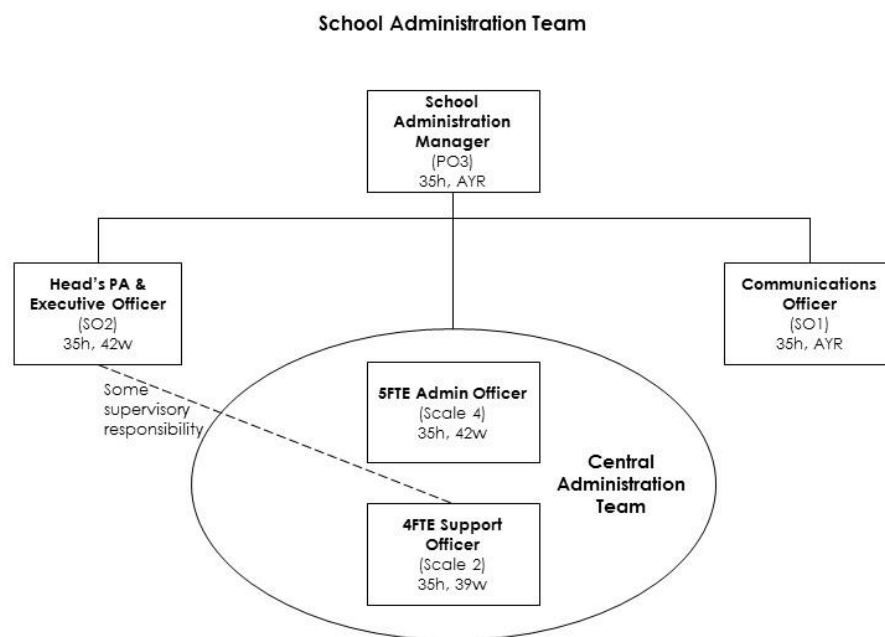 School Administration Team
School
Administration
Manager
(PO3)
35h, AYR
Head's PA &
Executive Officer
(SO2)
35h, 42w
Communications
Officer
(SO1)
35h, AYR
Some
supervisory
responsibility
5FTE Admin Officer
(Scale 4)
35h, 42w
Central
Administration
Team
4FTE Support
Officer
(Scale 2)
35h, 39w